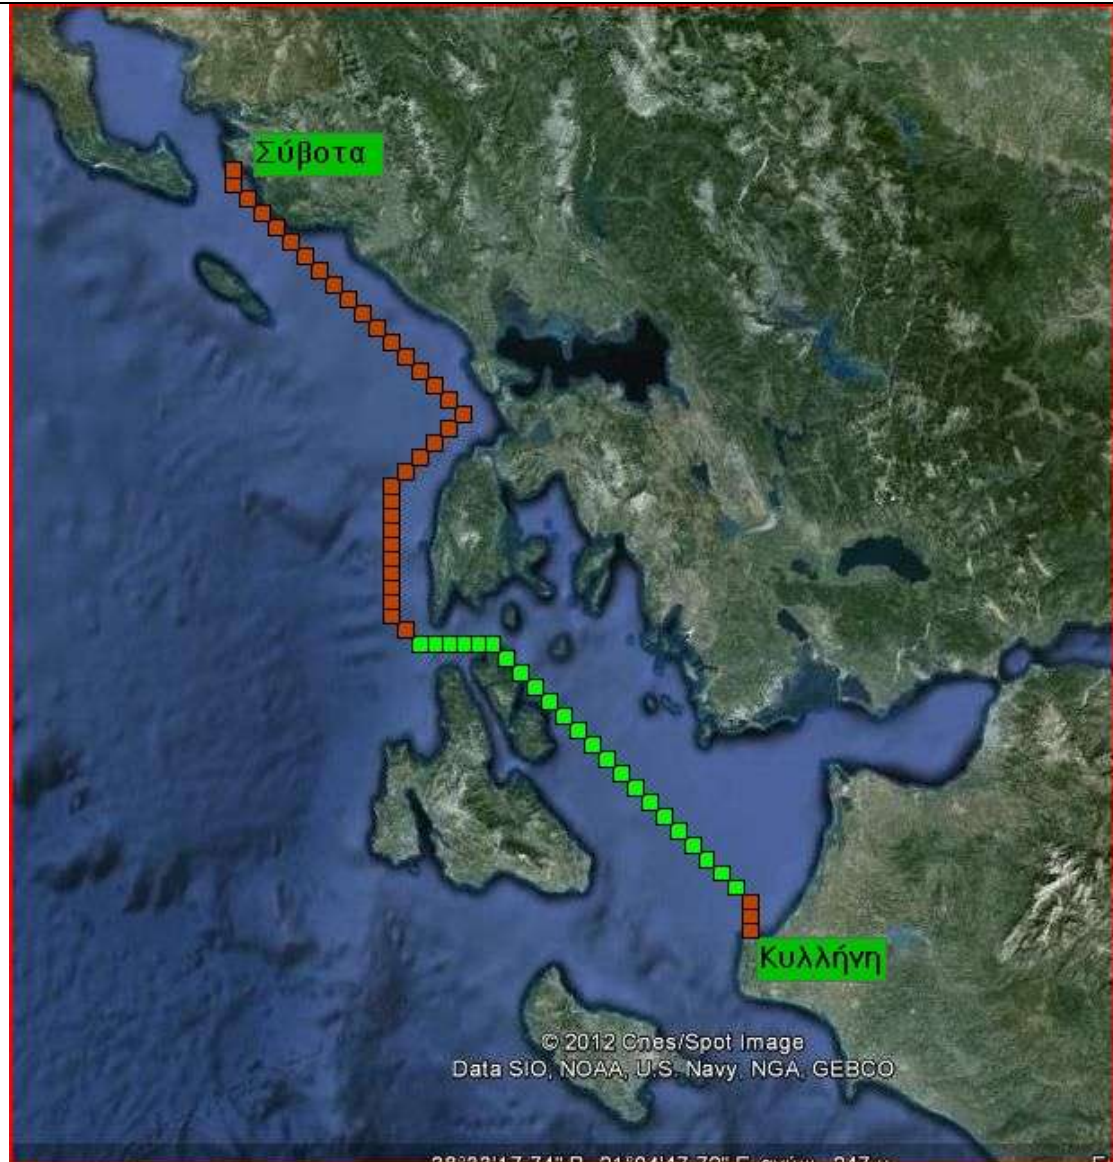 Σύβοτα
Κυλλήνη
© 2012 Cnes/Spot Image
Data SIO, NOAA, U.S. Navy, NGA, GEBCO